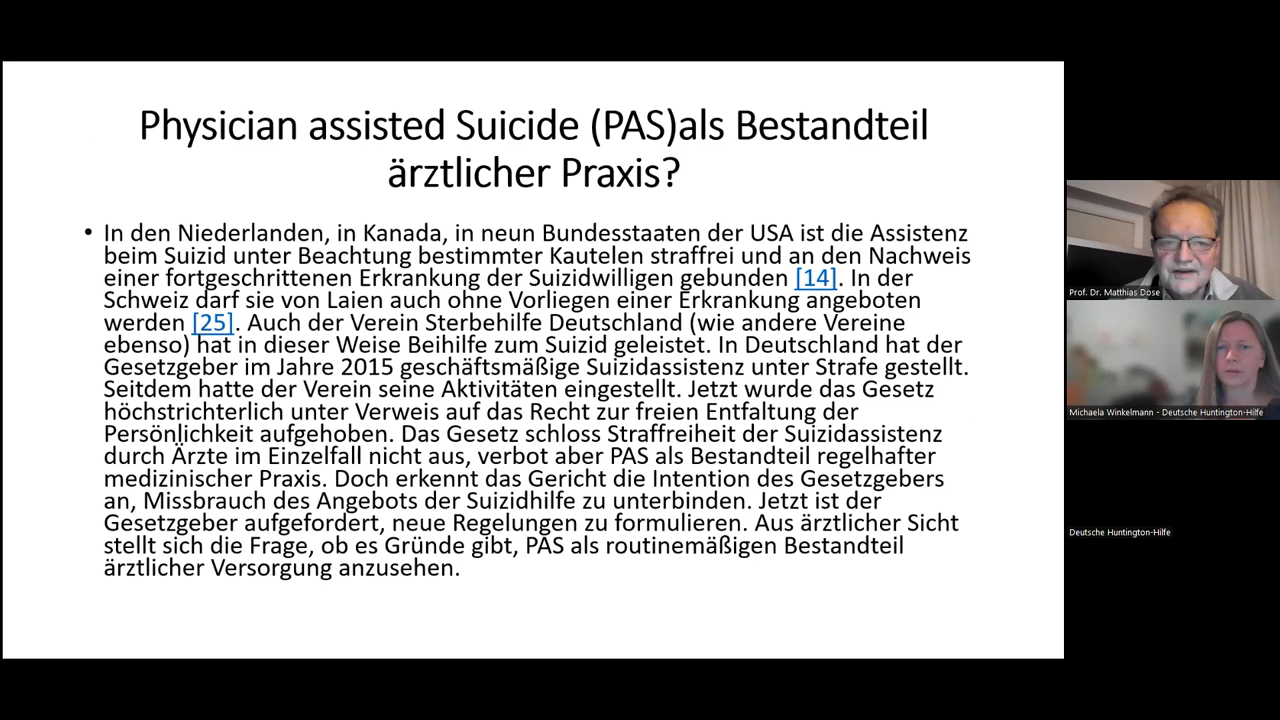 Physician assisted Suicide (PAS)als Bestandteil
ärztlicher Praxis?
• In den Niederlanden, in Kanada, in neun Bundesstaaten der USA ist die Assistenz
beim Suizid unter Beachtung bestimmter Kautelen straffrei und an den Nachweis
einer fortgeschrittenen Erkrankung der Suizidwilligen gebunden [14]. In der
Schweiz darf sie von Laien auch ohne Vorliegen einer Erkrankung angeboten
werden [25]. Auch der Verein Sterbehilfe Deutschland (wie andere Vereine
ebenso) hat in dieser Weise Beihilfe zum Suizid geleistet. In Deutschland hat der
Gesetzgeber im Jahre 2015 geschäftsmäßige Suizidassistenz unter Strafe gestellt.
Seitdem hatte der Verein seine Aktivitäten eingestellt. Jetzt wurde das Gesetz
höchstrichterlich unter Verweis auf das Recht zur freien Entfaltung der
Persönlichkeit aufgehoben. Das Gesetz schloss Straffreiheit der Suizidassistenz
durch Ärzte im Einzelfall nicht aus, verbot aber PAS als Bestandteil regelhafter
medizinischer Praxis. Doch erkennt das Gericht die Intention des Gesetzgebers
an, Missbrauch des Angebots der Suizidhilfe zu unterbinden. Jetzt ist der
Gesetzgeber aufgefordert, neue Regelungen zu formulieren. Aus ärztlicher Sicht
stellt sich die Frage, ob es Gründe gibt, PAS als routinemäßigen Bestandteil
ärztlicher Versorgung anzusehen.
Prof. Dr. Matthias Dose
Michaela Winkelmann - Deutsche Huntington-Hilfe
Deutsche Huntington-Hilfe